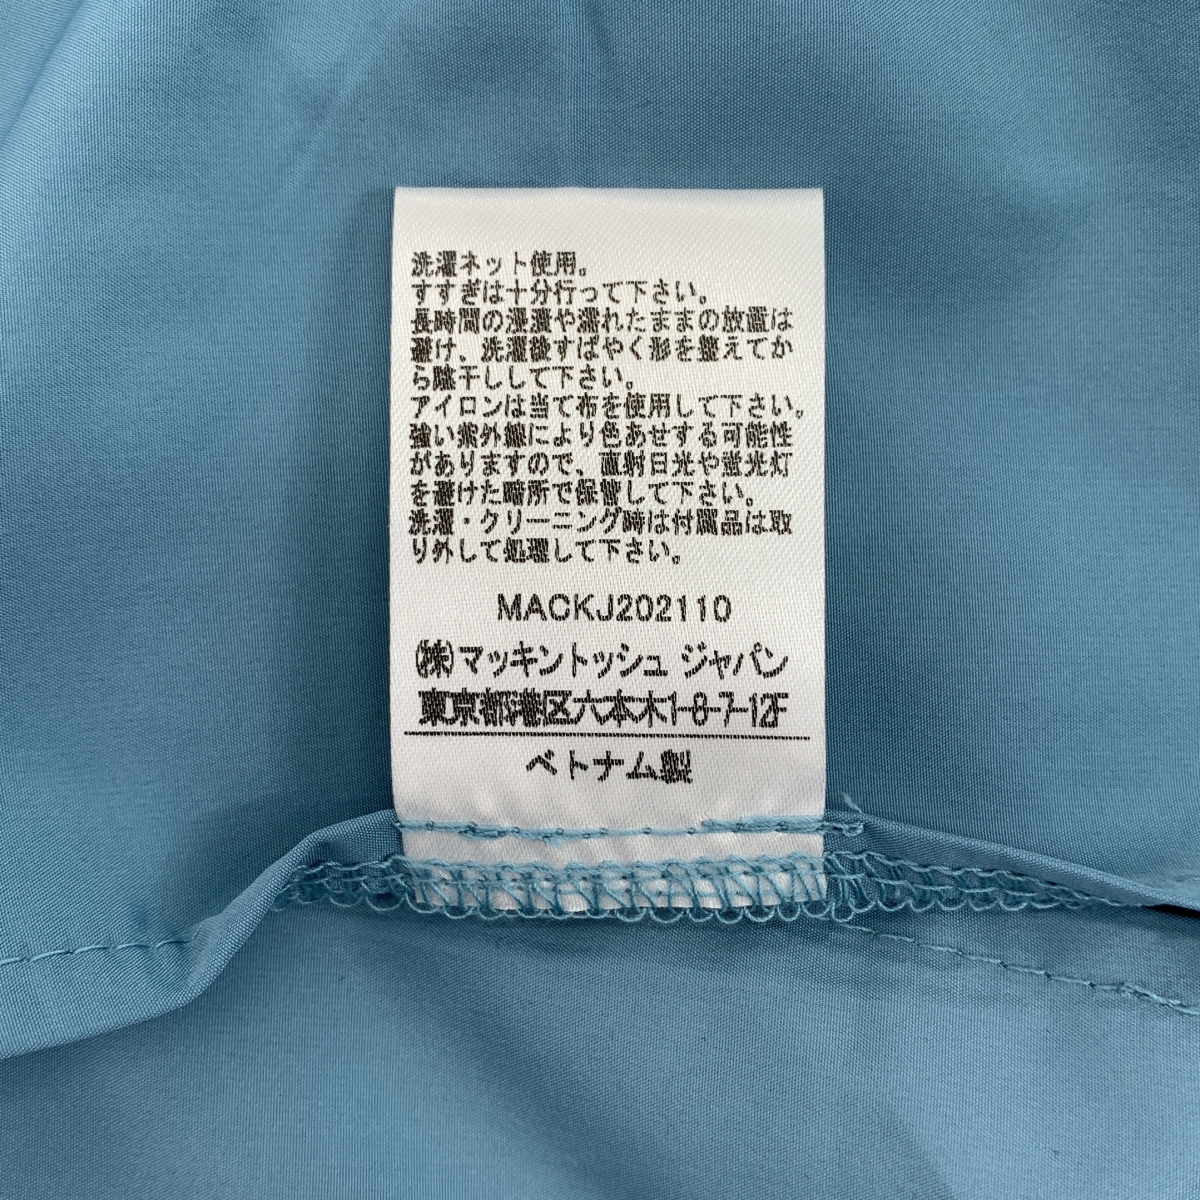 洗濯ネット使用。
すすぎは十分行って下さい。
長時間の浸漬や濡れたままの放置は
避け、洗濯後すばやく形を整えてか
ら陰干しして下さい。
アイロンは当て布を使用して下さい。
強い紫外線により色あせする可能性
がありますので、直射日光や蛍光灯
を避けた暗所で保管して下さい。
洗濯・クリーニング時は付属品は取
り外して処理して下さい。
MACKJ202110
㈱マッキントッシュ ジャパン
東京都港区六本木1-8-7-12F
ベトナム製